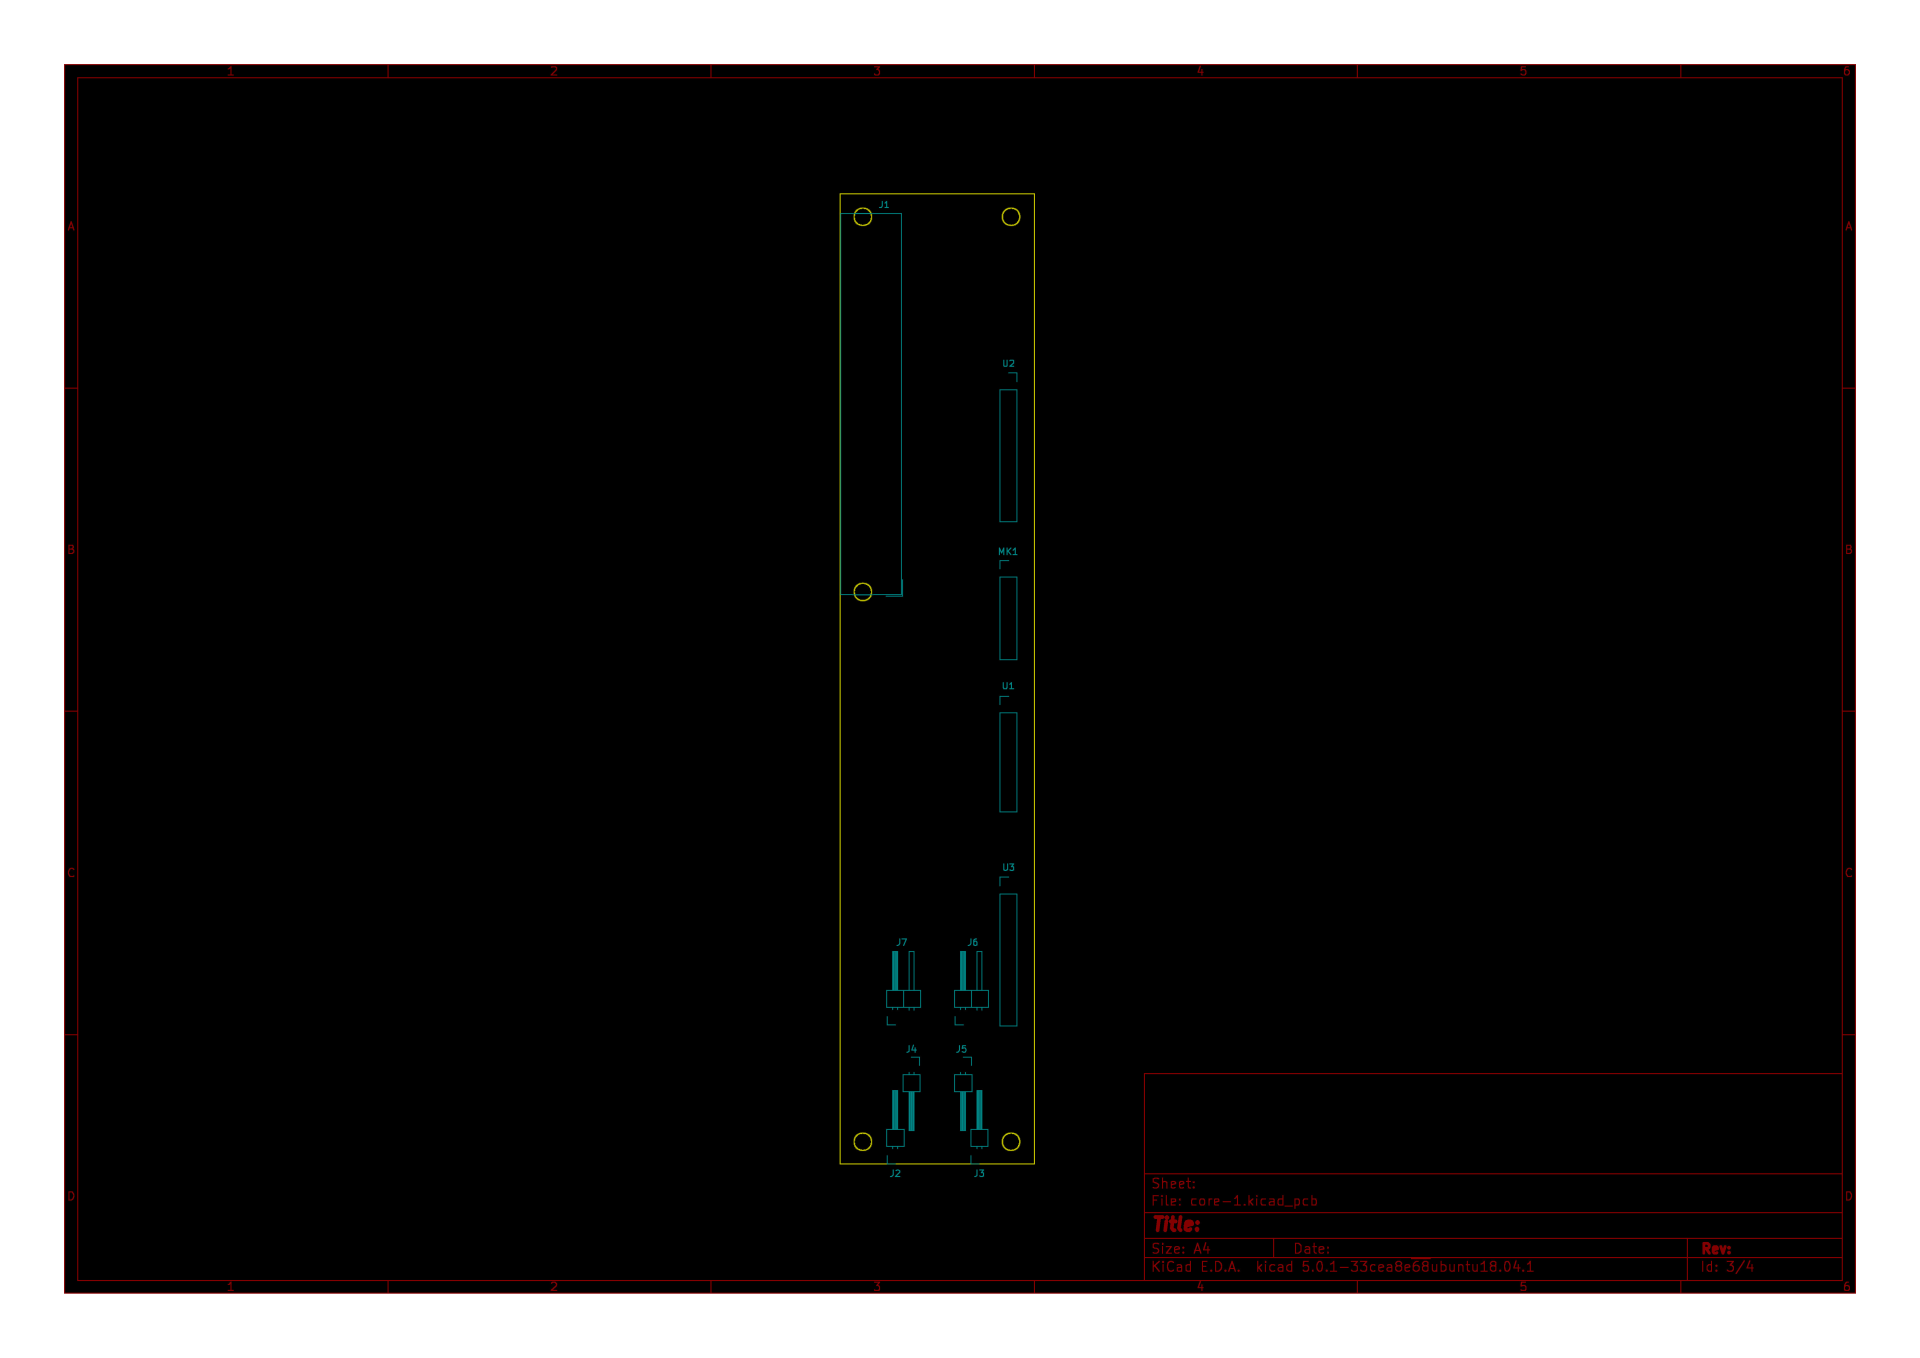 1 2 3 4 5 6
J1
A A
U2
B MK1 B
U1
U3
C C
J7 J6
J4 J5
J2 J3
Sheet:
File: core-1.kicad_pcb
D D
Title:
Size: A4 Date: Rev:
KiCad E.D.A. kicad 5.0.1-33cea8e68ubuntu18.04.1 Id: 3/4
1 2 3 4 5 6